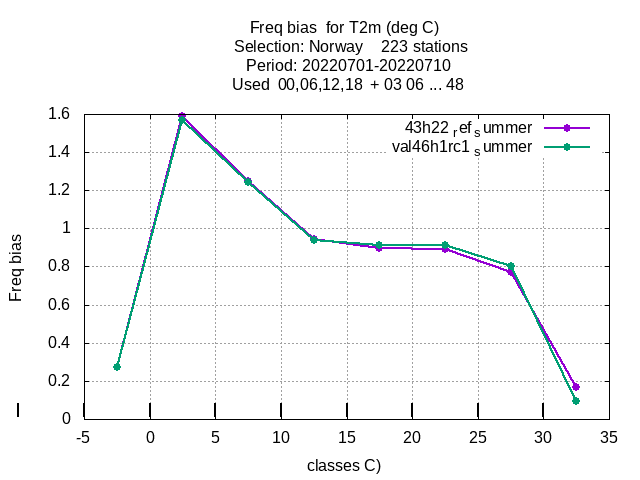 Freq bias  for T2m (deg C)
Selection: Norway    223 stations
Period: 20220701-20220710
Used  00,06,12,18  + 03 06 ... 48
43h22ref summer
val46h1rc1 summer
1.6
1.4
1.2
1
0.8
0.6
0.4
0.2
0
Freq bias
-5 0 5 10 15 20 25 30 35
classes C)